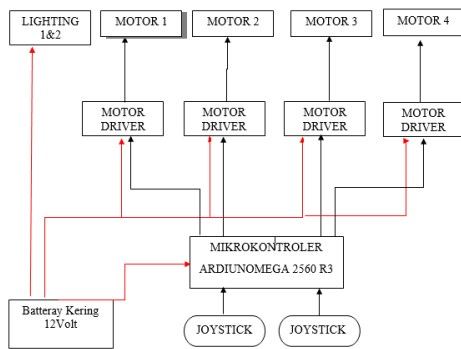 LIGHTING
1&2
MOTOR 1
MOTOR 2
MOTOR 3
MOTOR 4
MOTOR
DRIVER
MOTOR
DRIVER
MOTOR
DRIVER
MOTOR
DRIVER
MIKROKONTROLER
ARDIUNOMEGA 2560 R3
Batteray Kering
12Volt
JOYSTICK
JOYSTICK